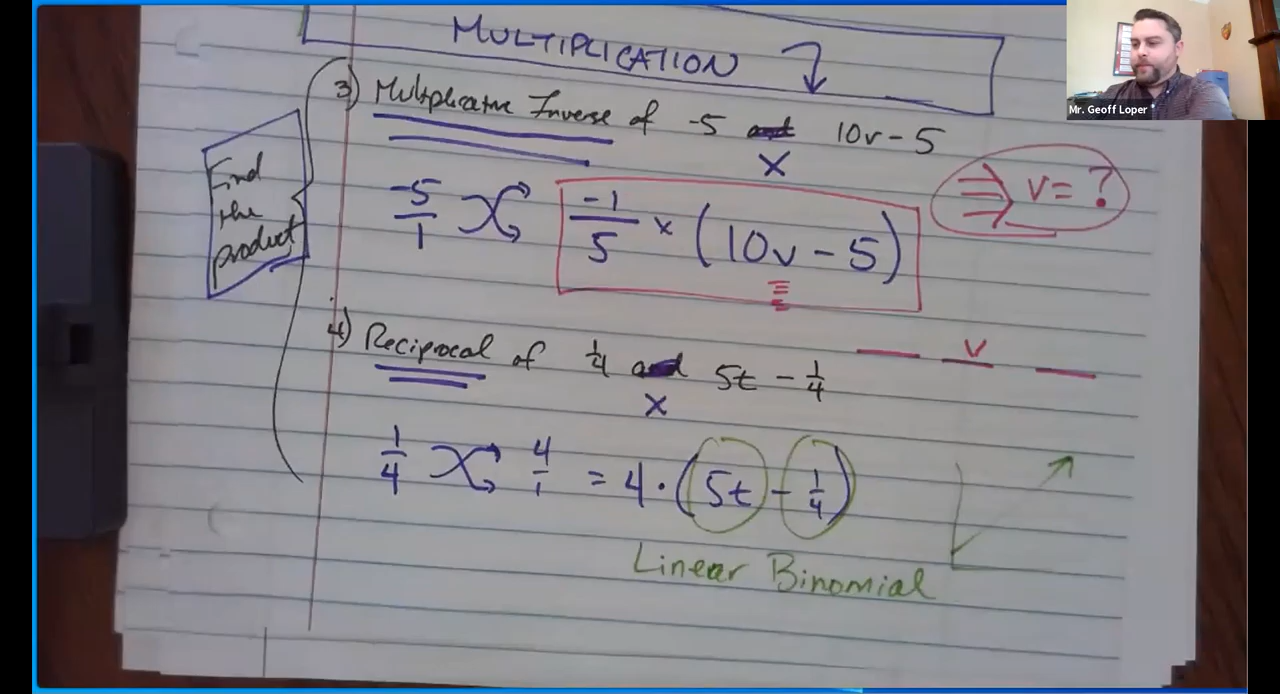 MULTIPLICATION
Mr. Geoff Loper
3) Multiplicative Inverse of -5 and 10v - 5
x
Find
the
product
-5/1 -1/5 x (10v - 5)
⇒ v = ?
4) Reciprocal of 1/4 and 5t - 1/4
x
v
1/4 4/1 = 4 · (5t - 1/4)
Linear Binomial